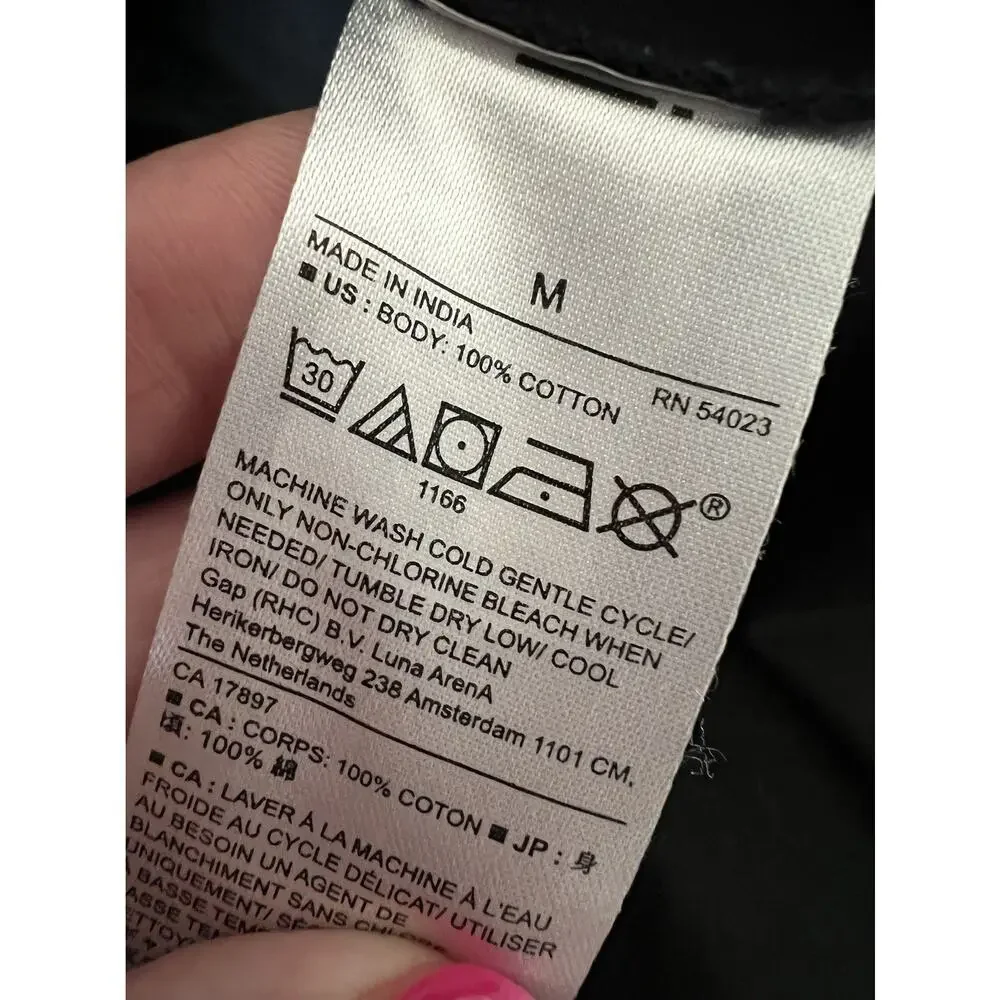 M
MADE IN INDIA
RN 54023
■ US : BODY: 100% COTTON
30
1166
®
MACHINE WASH COLD GENTLE CYCLE/
ONLY NON-CHLORINE BLEACH WHEN
NEEDED/ TUMBLE DRY LOW/ COOL
IRON/ DO NOT DRY CLEAN
Gap (RHC) B.V. Luna ArenA
Herikerbergweg 238 Amsterdam 1101 CM,
The Netherlands
CA 17897
■ CA : CORPS: 100% COTON ■ JP : 身
頃: 100% 綿
■ CA : LAVER À LA MACHINE À L'EAU
FROIDE AU CYCLE DÉLICAT/ UTILISER
AU BESOIN UN AGENT DE
BLANCHIMENT SANS
UNIQUEMENT/
BASSE